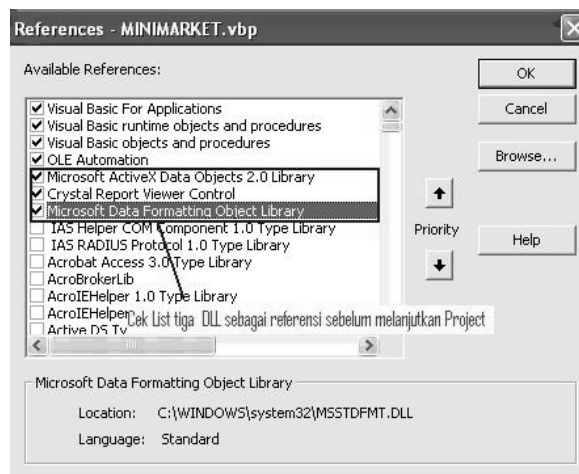 References - MINIMARKET.vbp
Available References:
OK
Cancel
Browse...
Help
Priority
Visual Basic For Applications
Visual Basic runtime objects and procedures
Visual Basic objects and procedures
OLE Automation
Microsoft ActiveX Data Objects 2.0 Library
Crystal Report Viewer Control
Microsoft Data Formatting Object Library
IAS Helper COM Component 1.0 Type Library
IAS RADIUS Protocol 1.0 Type Library
Acrobat Access 3.0 Type Library
AcroBrokerLib
AcroIEHelper 1.0 Type Library
AcroIEHelper
Cek List tiga DLL sebagai referensi sebelum melanjutkan Project
Active DS Ty
Microsoft Data Formatting Object Library
Location: C:\WINDOWS\system32\MSSTDFMT.DLL
Language: Standard